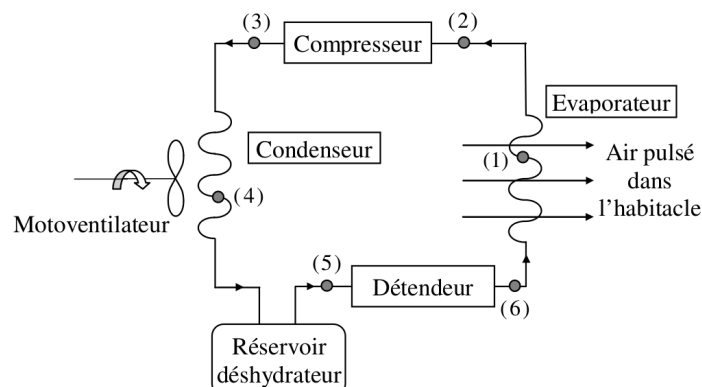 (3)
Compresseur
(2)
Evaporateur
Condenseur
(1)
Air pulsé
dans
l’habitacle
(4)
Motoventilateur
(5)
Détendeur
(6)
Réservoir
déshydrateur